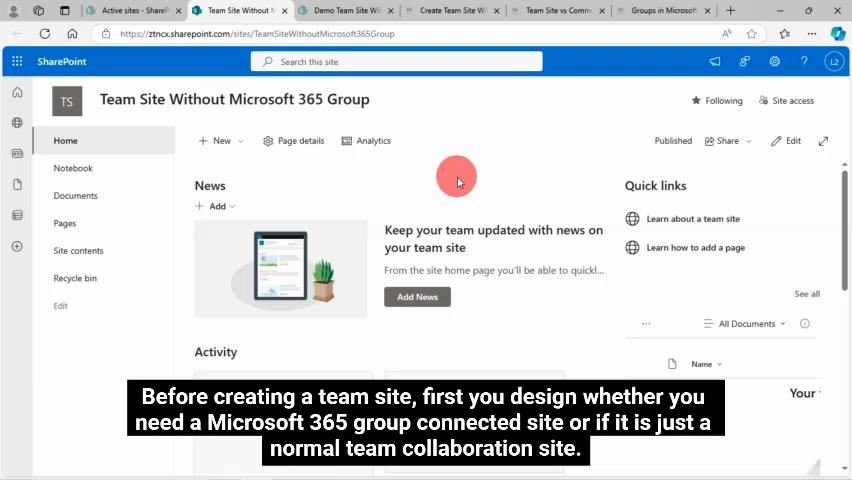 Active sites - ShareP
Team Site Without M
Demo Team Site Wit
Create Team Site Wi
Team Site vs Commu
Groups in Microsoft
https://ztncx.sharepoint.com/sites/TeamSiteWithoutMicrosoft365Group
SharePoint
Search this site
L2
TS
Team Site Without Microsoft 365 Group
Following
Site access
Home
New
Page details
Analytics
Published
Share
Edit
Notebook
Documents
Pages
Site contents
Recycle bin
Edit
News
Add
Keep your team updated with news on
your team site
From the site home page you'll be able to quickl...
Add News
Quick links
Learn about a team site
Learn how to add a page
See all
All Documents
Name
Activity
Your
Before creating a team site, first you design whether you
need a Microsoft 365 group connected site or if it is just a
normal team collaboration site.